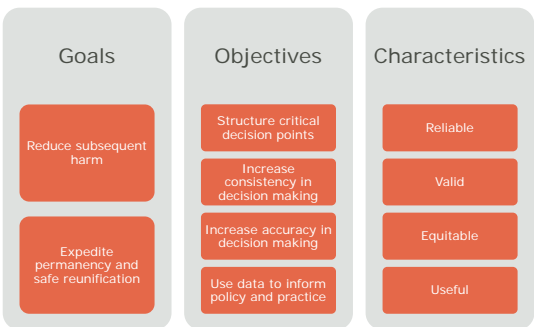 Goals
Reduce subsequent
harm
Expedite
permanency and
safe reunification
Objectives
Structure critical
decision points
Increase
consistency in
decision making
Increase accuracy in
decision making
Use data to inform
policy and practice
Characteristics
Reliable
Valid
Equitable
Useful